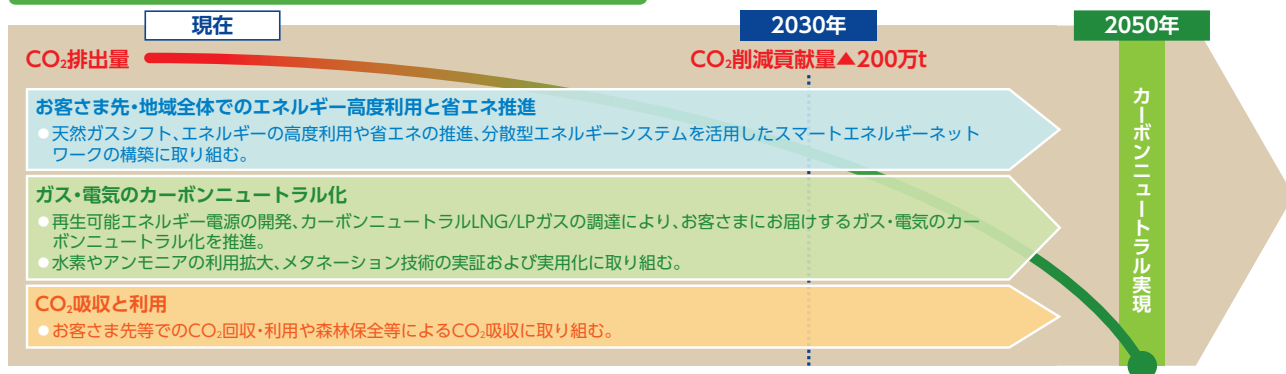 現在
2030年
2050年
CO₂排出量
CO₂削減貢献量▲200万t
お客さま先・地域全体でのエネルギー高度利用と省エネ推進
●天然ガスシフト、エネルギーの高度利用や省エネの推進、分散型エネルギーシステムを活用したスマートエネルギーネット
ワークの構築に取り組む。
ガス・電気のカーボンニュートラル化
●再生可能エネルギー電源の開発、カーボンニュートラルLNG/LPガスの調達により、お客さまにお届けするガス・電気のカー
ボンニュートラル化を推進。
●水素やアンモニアの利用拡大、メタネーション技術の実証および実用化に取り組む。
CO₂吸収と利用
●お客さま先等でのCO₂回収・利用や森林保全等によるCO₂吸収に取り組む。
カーボンニュートラル実現